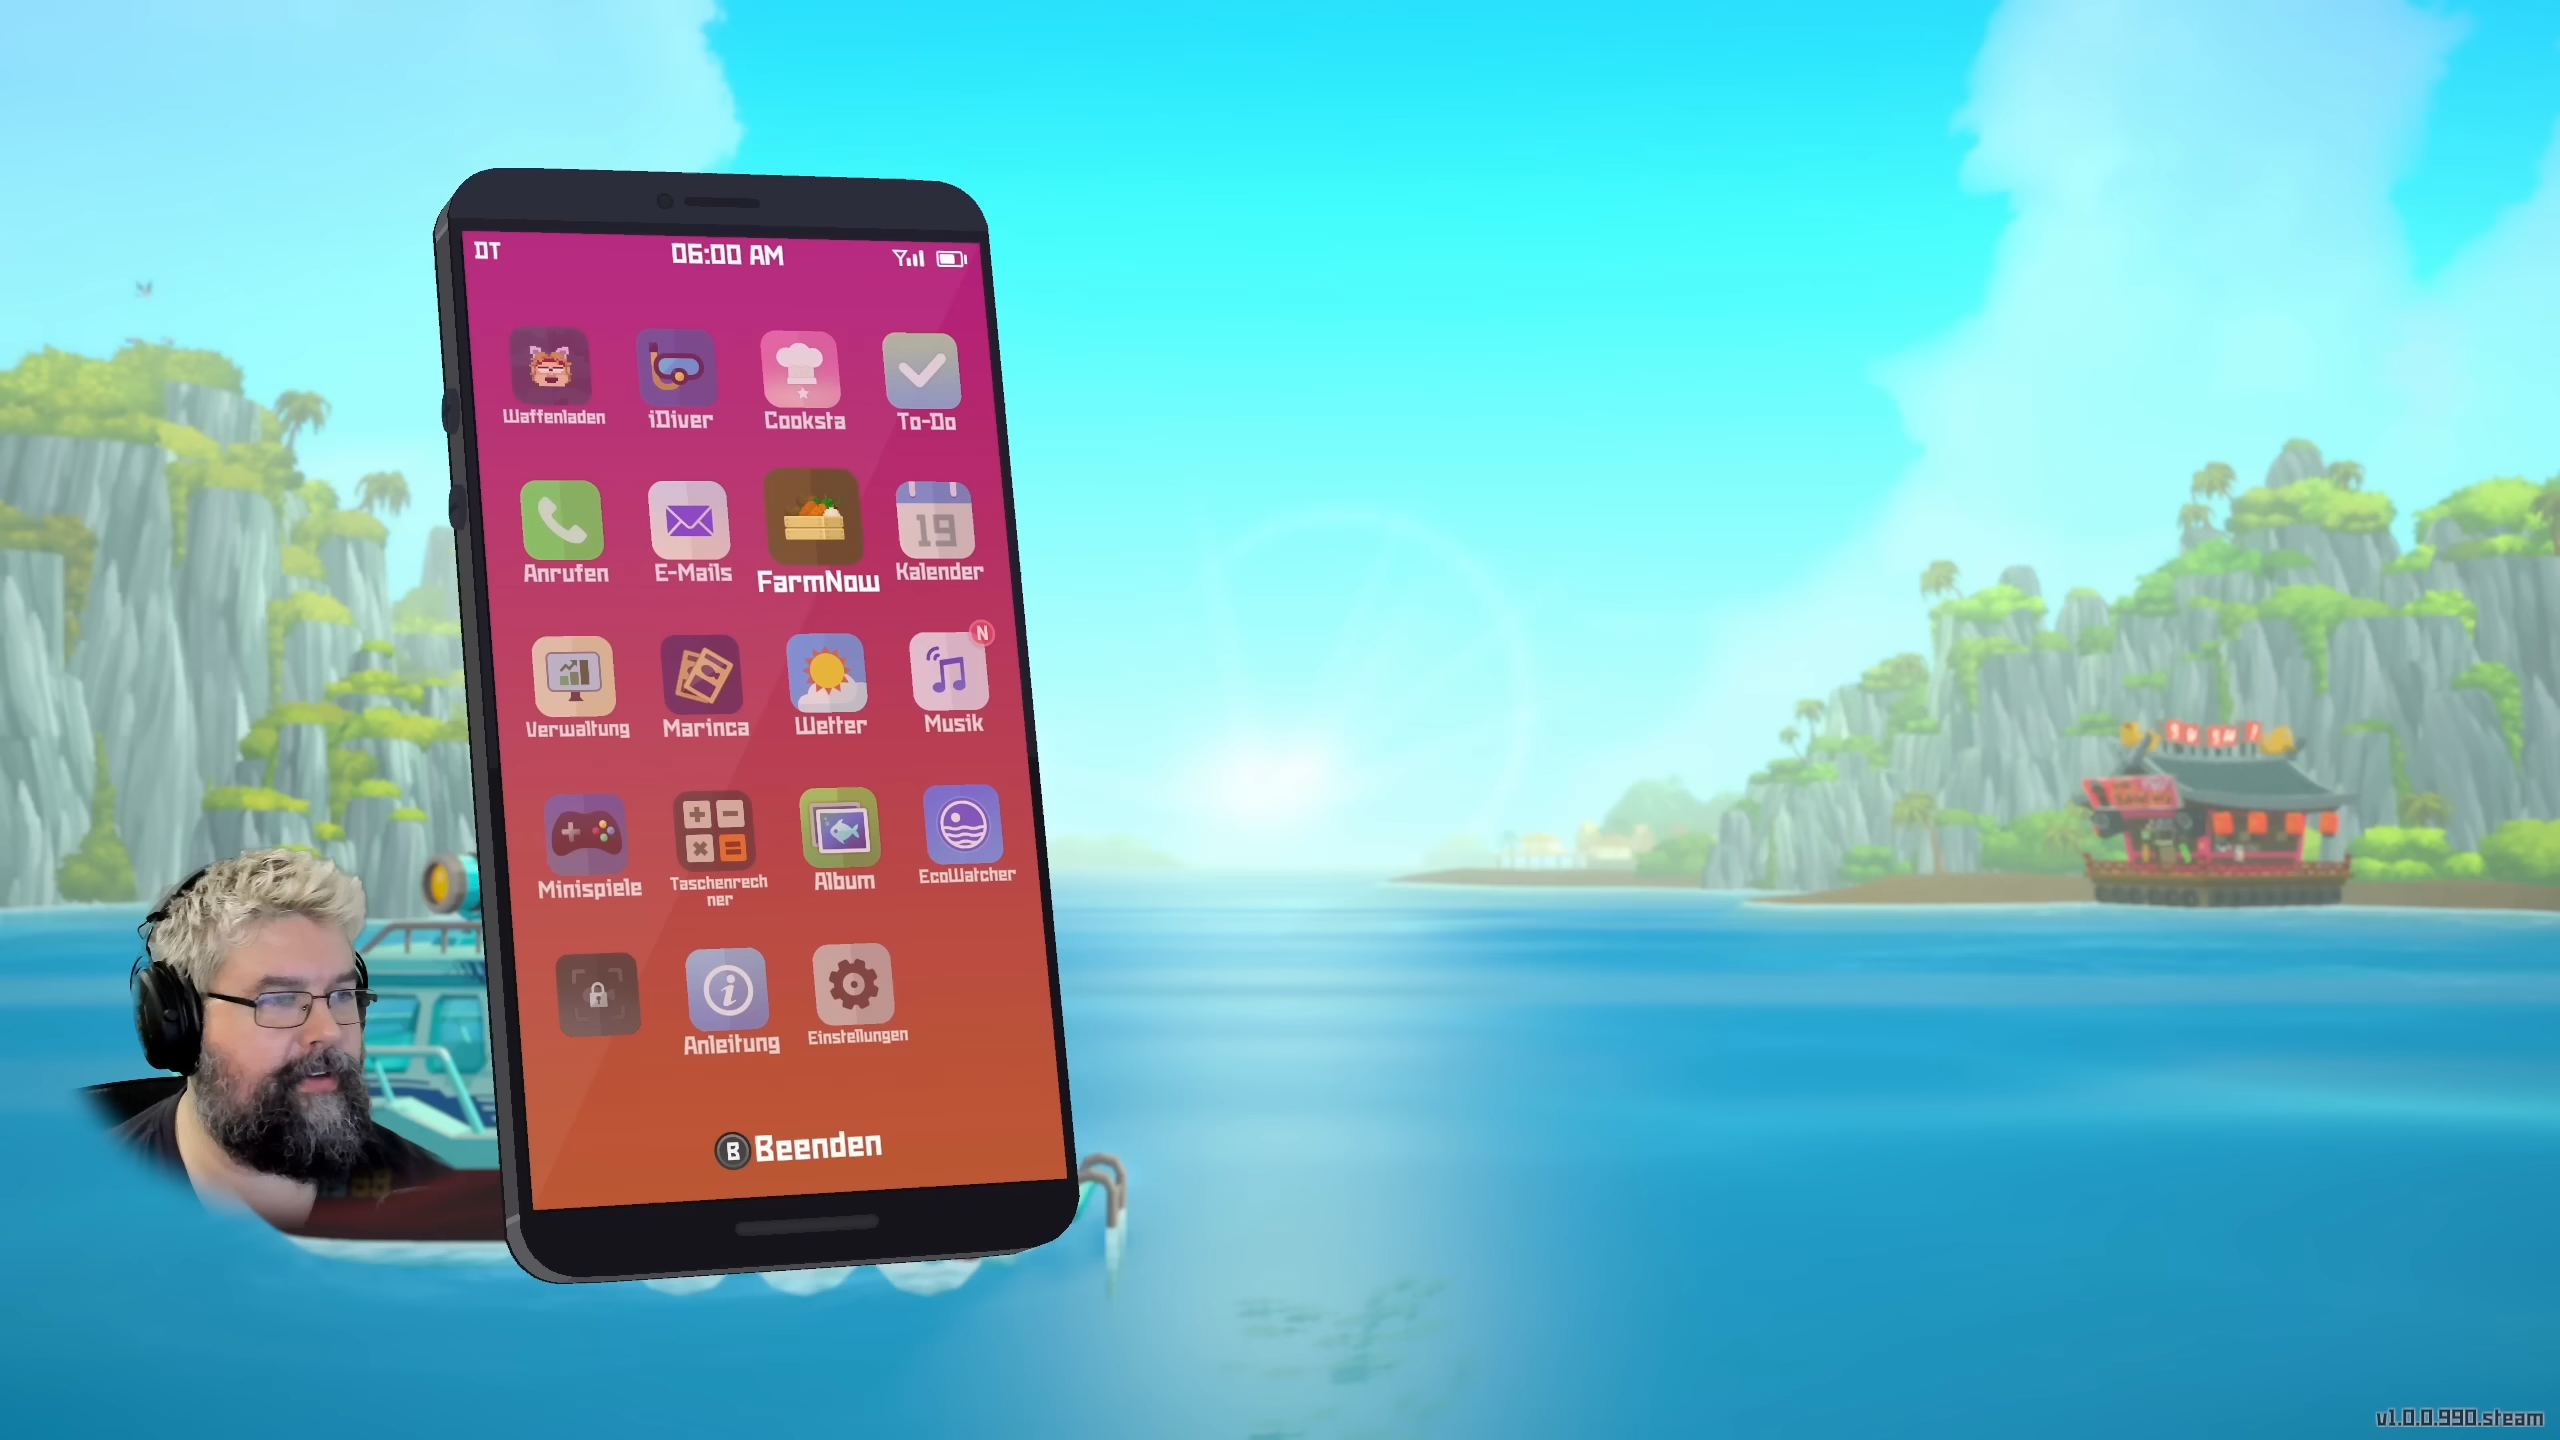 DT 06:00 AM
Waffenladen iDiver Cooksta To-Do
19
Anrufen E-Mails FarmNow Kalender
N
Verwaltung Marinca Wetter Musik
Minispiele Taschenrech Album EcoWatcher
ner
Anleitung Einstellungen
B Beenden
SUSHI
v1.0.0.990.steam